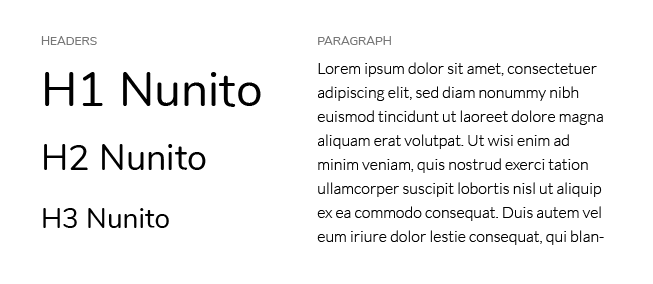 HEADERS
H1 Nunito
H2 Nunito
H3 Nunito
PARAGRAPH
Lorem ipsum dolor sit amet, consectetuer
adipiscing elit, sed diam nonummy nibh
euismod tincidunt ut laoreet dolore magna
aliquam erat volutpat. Ut wisi enim ad
minim veniam, quis nostrud exerci tation
ullamcorper suscipit lobortis nisl ut aliquip
ex ea commodo consequat. Duis autem vel
eum iriure dolor lestie consequat, qui blan-